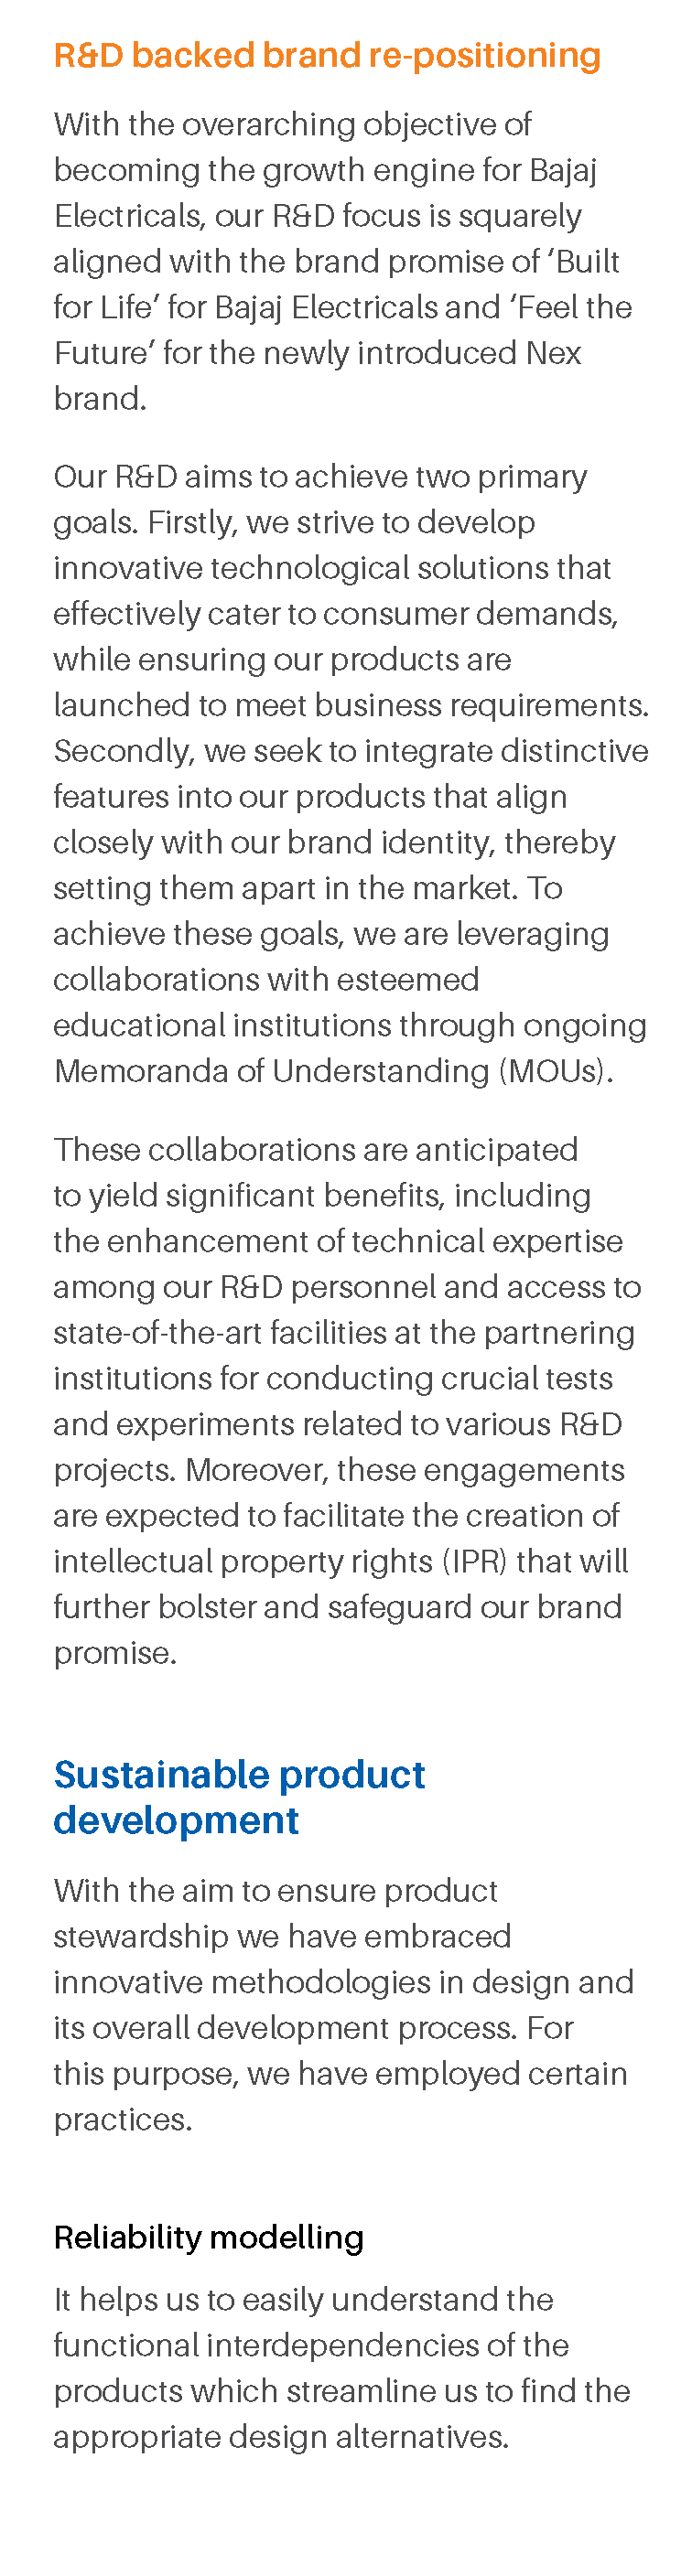 R&D backed brand re-positioning
With the overarching objective of
becoming the growth engine for Bajaj
Electricals, our R&D focus is squarely
aligned with the brand promise of ‘Built
for Life’ for Bajaj Electricals and ‘Feel the
Future’ for the newly introduced Nex
brand.
Our R&D aims to achieve two primary
goals. Firstly, we strive to develop
innovative technological solutions that
effectively cater to consumer demands,
while ensuring our products are
launched to meet business requirements.
Secondly, we seek to integrate distinctive
features into our products that align
closely with our brand identity, thereby
setting them apart in the market. To
achieve these goals, we are leveraging
collaborations with esteemed
educational institutions through ongoing
Memoranda of Understanding (MOUs).
These collaborations are anticipated
to yield significant benefits, including
the enhancement of technical expertise
among our R&D personnel and access to
state-of-the-art facilities at the partnering
institutions for conducting crucial tests
and experiments related to various R&D
projects. Moreover, these engagements
are expected to facilitate the creation of
intellectual property rights (IPR) that will
further bolster and safeguard our brand
promise.
Sustainable product
development
With the aim to ensure product
stewardship we have embraced
innovative methodologies in design and
its overall development process. For
this purpose, we have employed certain
practices.
Reliability modelling
It helps us to easily understand the
functional interdependencies of the
products which streamline us to find the
appropriate design alternatives.